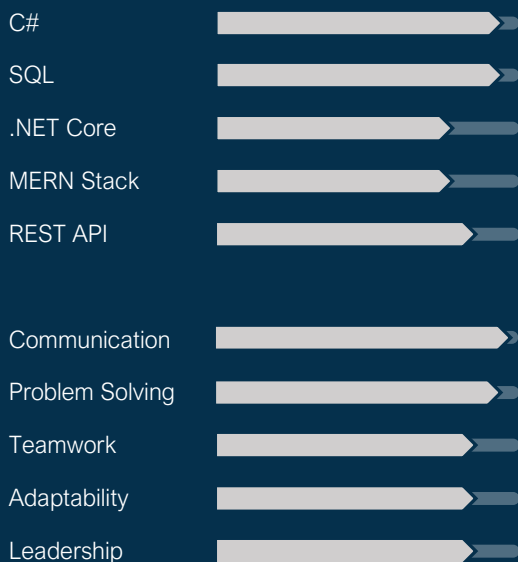 C#
SQL
.NET Core
MERN Stack
REST API
Communication
Problem Solving
Teamwork
Adaptability
Leadership